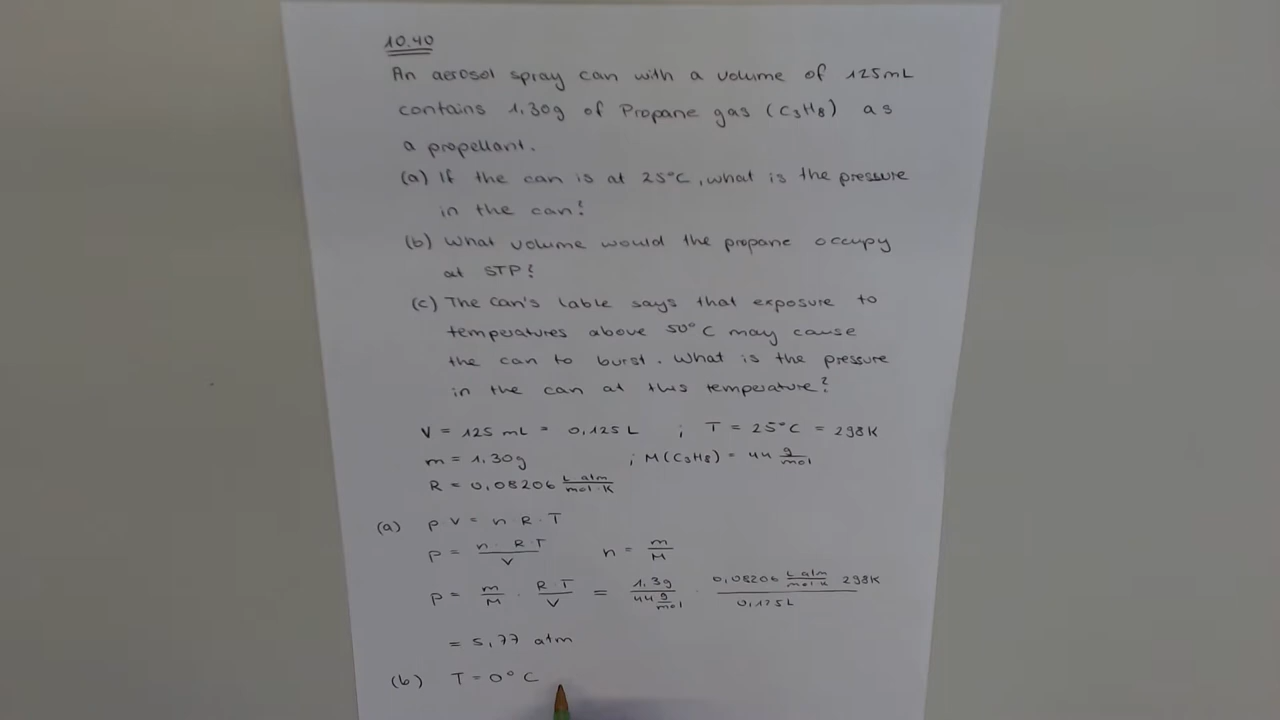 10.40
An aerosol spray can with a volume of 125mL
contains 1.30g of Propane gas (C₃H₈) as
a propellant.
(a) If the can is at 25°C, what is the pressure
in the can?
(b) What volume would the propane occupy
at STP?
(c) The can's lable says that exposure to
temperatures above 50°C may cause
the can to burst. What is the pressure
in the can at this temperature?
V = 125 mL = 0,125L ; T = 25°C = 298K
m = 1,30g ; M(C₃H₈) = 44 g/mol
R = 0,08206 L atm/mol·K
(a) p V = n R · T
p = n · R T/V n = m/M
p = m/M · R T/V = 1,3g/44 g/mol · 0,08206 L atm/mol K 298K/0,125L
= 5,77 atm
(b) T = 0°C